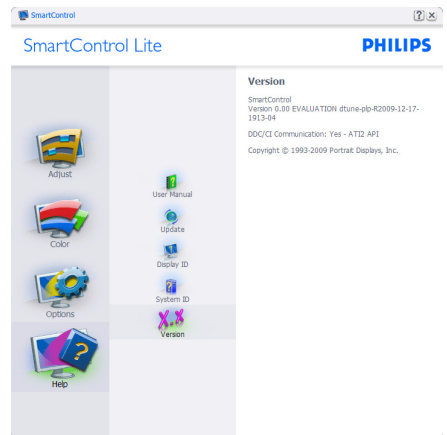 SmartControl
SmartControl Lite
PHILIPS
Adjust
Color
Options
Help
User Manual
Update
Display ID
System ID
X.X
Version
Version
SmartControl
Version 0.00 EVALUATION dtune-plp-R2009-12-17-
1913-04
DDC/CI Communication: Yes - ATI2 API
Copyright © 1993-2009 Portrait Displays, Inc.